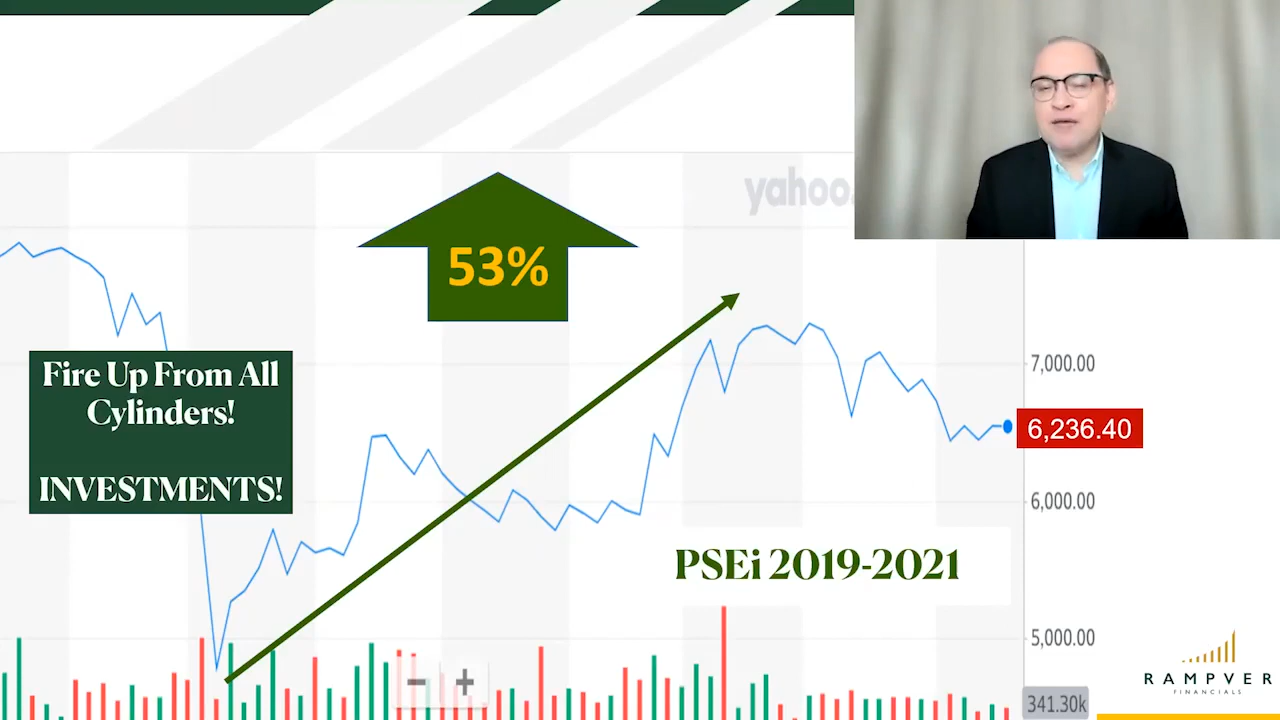 yahoo
53%
Fire Up From All
Cylinders!
INVESTMENTS!
7,000.00
6,236.40
6,000.00
PSEi 2019-2021
5,000.00
341.30k
RAMPVER
FINANCIALS